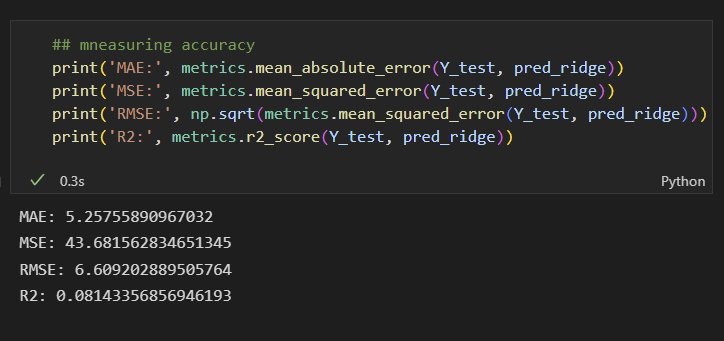 ## mneasuring accuracy
print('MAE:', metrics.mean_absolute_error(Y_test, pred_ridge))
print('MSE:', metrics.mean_squared_error(Y_test, pred_ridge))
print('RMSE:', np.sqrt(metrics.mean_squared_error(Y_test, pred_ridge)))
print('R2:', metrics.r2_score(Y_test, pred_ridge))
0.3s Python
MAE: 5.25755890967032
MSE: 43.681562834651345
RMSE: 6.609202889505764
R2: 0.08143356856946193